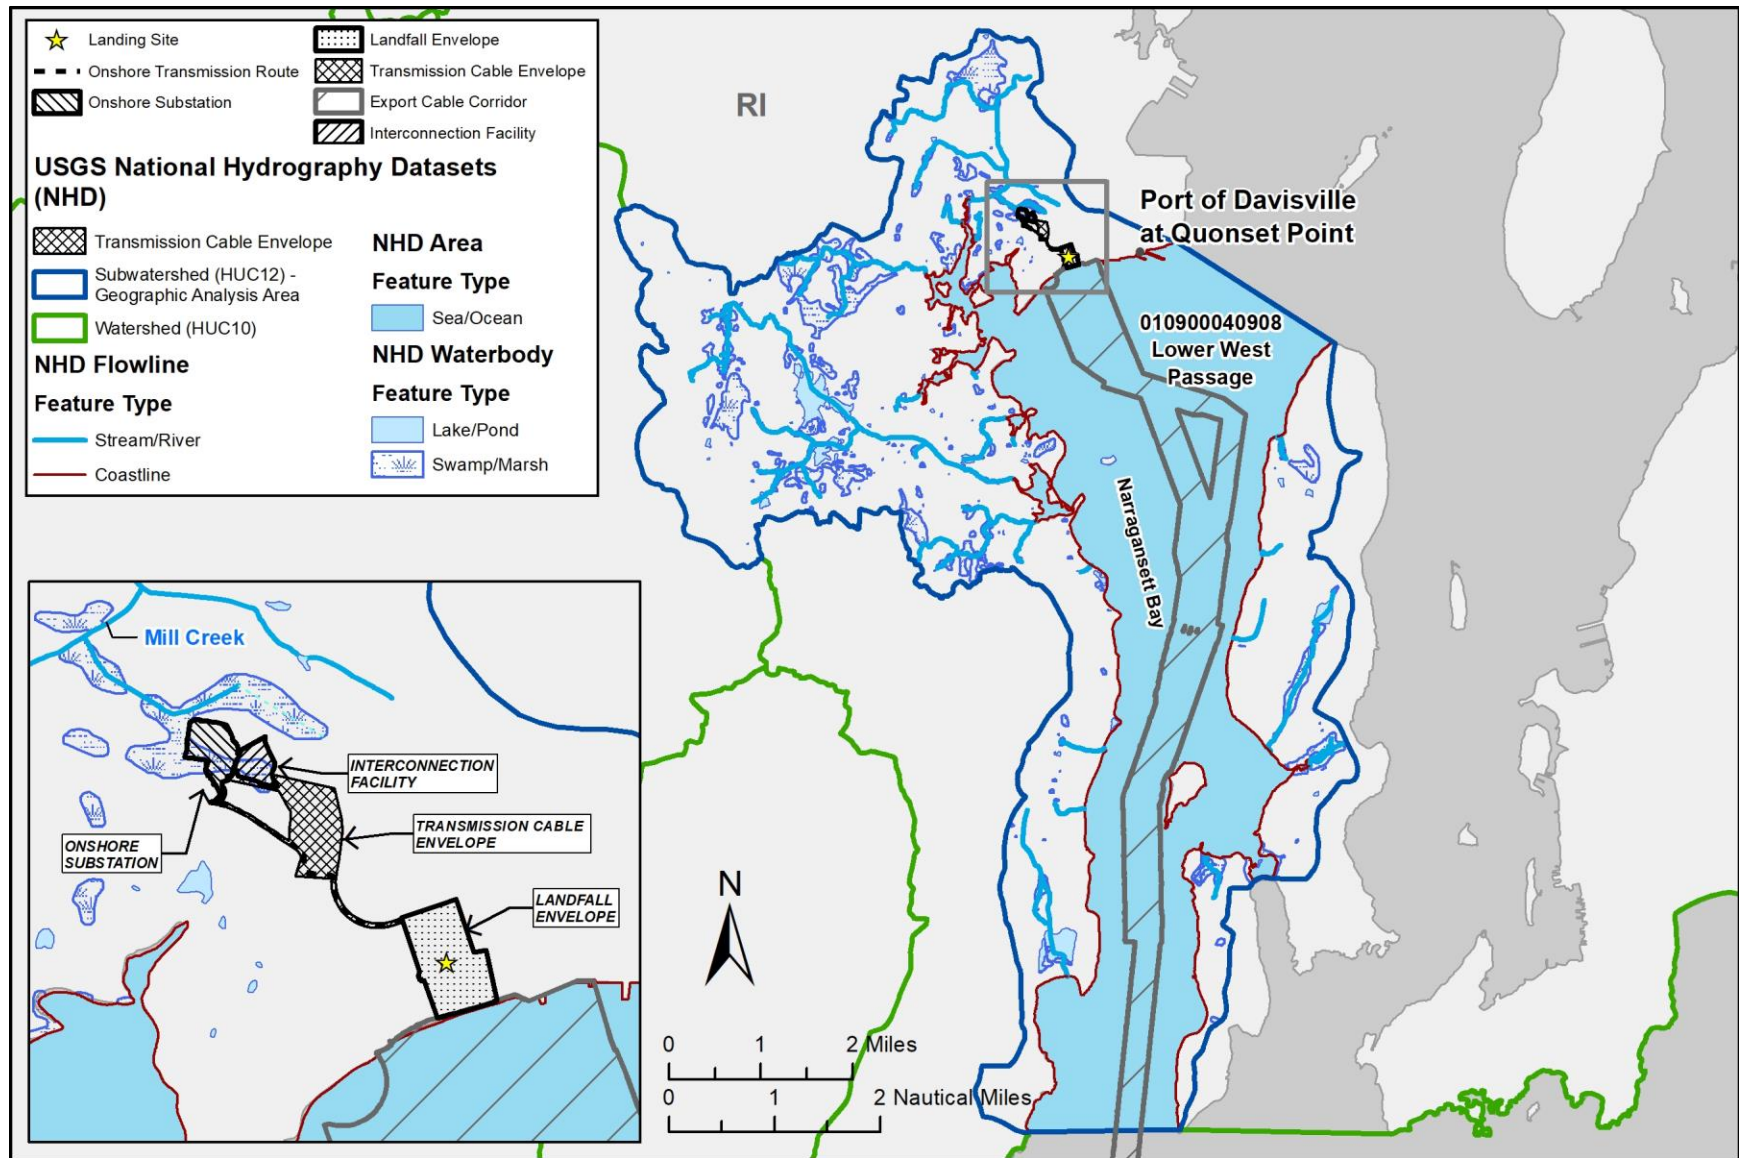 Landing Site
Onshore Transmission Route
Onshore Substation
Landfall Envelope
Transmission Cable Envelope
Export Cable Corridor
Interconnection Facility
USGS National Hydrography Datasets
(NHD)
Transmission Cable Envelope
Subwatershed (HUC12) -
Geographic Analysis Area
Watershed (HUC10)
NHD Flowline
Feature Type
Stream/River
Coastline
NHD Area
Feature Type
Sea/Ocean
NHD Waterbody
Feature Type
Lake/Pond
Swamp/Marsh
RI
Port of Davisville
at Quonset Point
010900040908
Lower West
Passage
Narragansett Bay
Mill Creek
INTERCONNECTION
FACILITY
ONSHORE
SUBSTATION
TRANSMISSION CABLE
ENVELOPE
LANDFALL
ENVELOPE
N
0 1 2 Miles
0 1 2 Nautical Miles